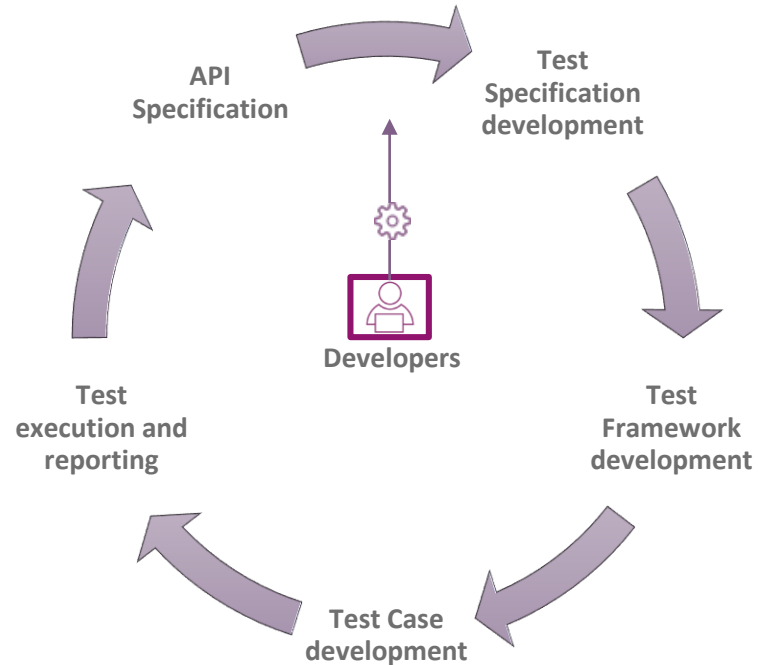 API
Specification
Test
Specification
development
Developers
Test
Framework
development
Test Case
development
Test
execution and
reporting